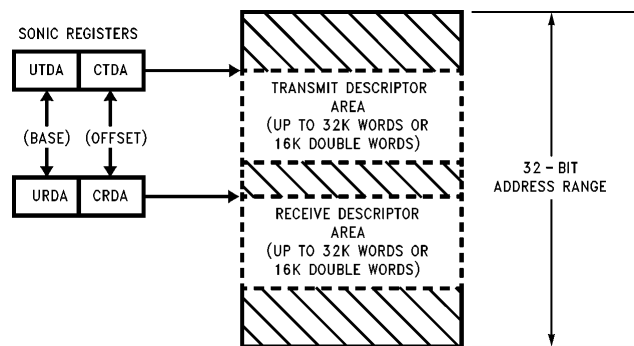 SONIC REGISTERS
UTDA CTDA
(BASE) (OFFSET)
URDA CRDA
TRANSMIT DESCRIPTOR
AREA
(UP TO 32K WORDS OR
16K DOUBLE WORDS)
RECEIVE DESCRIPTOR
AREA
(UP TO 32K WORDS OR
16K DOUBLE WORDS)
32-BIT
ADDRESS RANGE